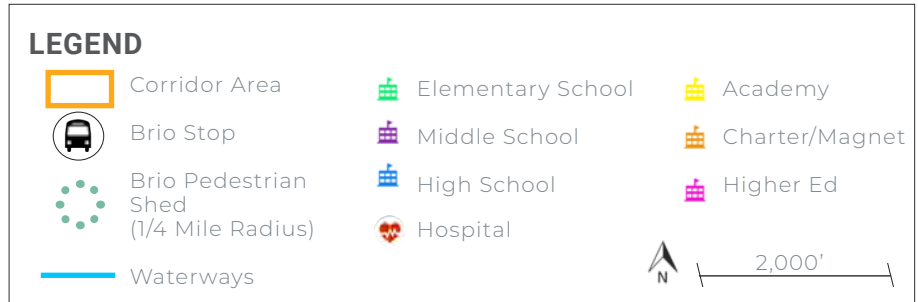 LEGEND
Corridor Area
Brio Stop
Brio Pedestrian
Shed
(1/4 Mile Radius)
Waterways
Elementary School
Middle School
High School
Hospital
Academy
Charter/Magnet
Higher Ed
N
2,000’